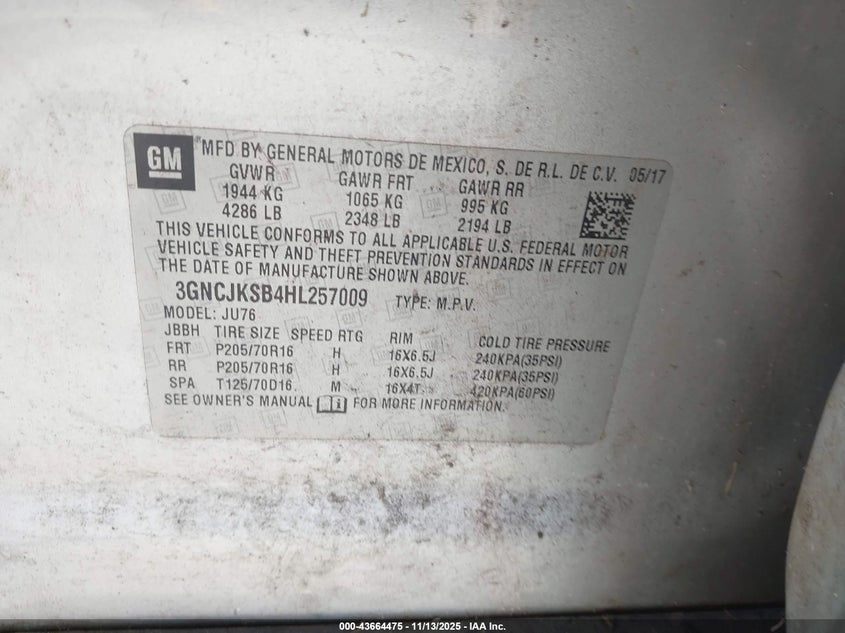 GM
MFD BY GENERAL MOTORS DE MEXICO, S. DE R.L. DE C.V. 05/17
GVWR GAWR FRT GAWR RR
1944 KG 1065 KG 995 KG
4286 LB 2348 LB 2194 LB
THIS VEHICLE CONFORMS TO ALL APPLICABLE U.S. FEDERAL MOTOR
VEHICLE SAFETY AND THEFT PREVENTION STANDARDS IN EFFECT ON
THE DATE OF MANUFACTURE SHOWN ABOVE.
3GNCJKSB4HL257009 TYPE: M.P.V.
MODEL: JU76
JBBH TIRE SIZE SPEED RTG RIM COLD TIRE PRESSURE
FRT P205/70R16 H 16X6.5J 240KPA(35PSI)
RR P205/70R16 H 16X6.5J 240KPA(35PSI)
SPA T125/70D16 M 16X4T 420KPA(60PSI)
SEE OWNER'S MANUAL FOR MORE INFORMATION.
000-43664475 - 11/13/2025 - IAA Inc.